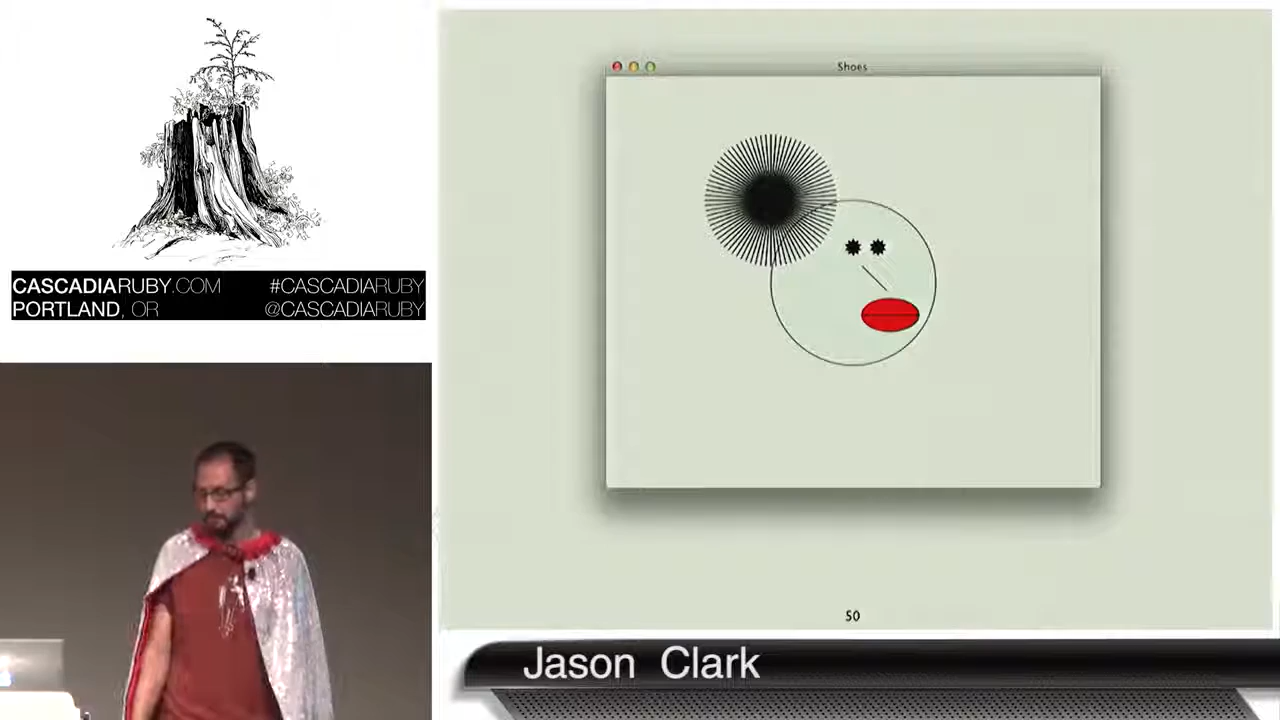 CASCADIARUBY.COM #CASCADIARUBY
PORTLAND, OR @CASCADIARUBY
Shoes
50
Jason Clark